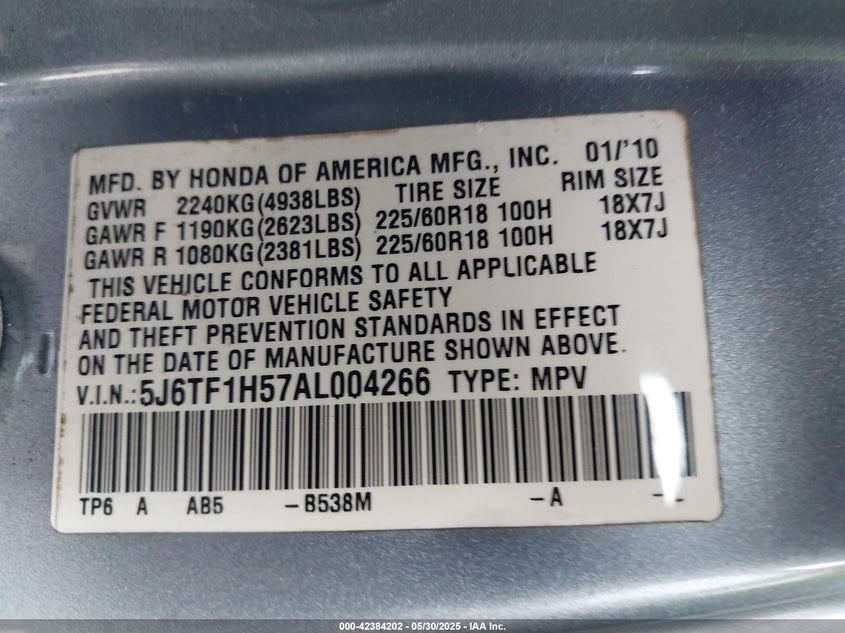 MFD. BY HONDA OF AMERICA MFG., INC. 01/'10
GVWR 2240KG(4938LBS) TIRE SIZE RIM SIZE
GAWR F 1190KG(2623LBS) 225/60R18 100H 18X7J
GAWR R 1080KG(2381LBS) 225/60R18 100H 18X7J
THIS VEHICLE CONFORMS TO ALL APPLICABLE
FEDERAL MOTOR VEHICLE SAFETY
AND THEFT PREVENTION STANDARDS IN EFFECT
ON THE DATE OF MANUFACTURE SHOWN ABOVE.
V.I.N.:5J6TF1H57AL004266 TYPE: MPV
TP6 A AB5 -B538M -A
000-42384202 - 05/30/2025 - IAA Inc.